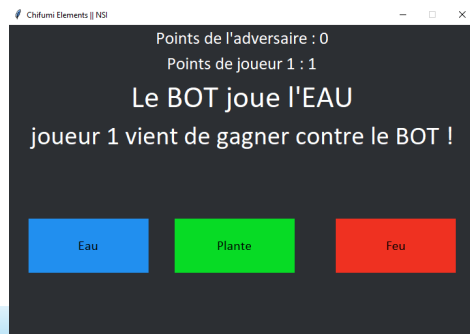 Chifumi Elements || NSI
Points de l'adversaire : 0
Points de joueur 1 : 1
Le BOT joue l'EAU
joueur 1 vient de gagner contre le BOT !
Eau Plante Feu